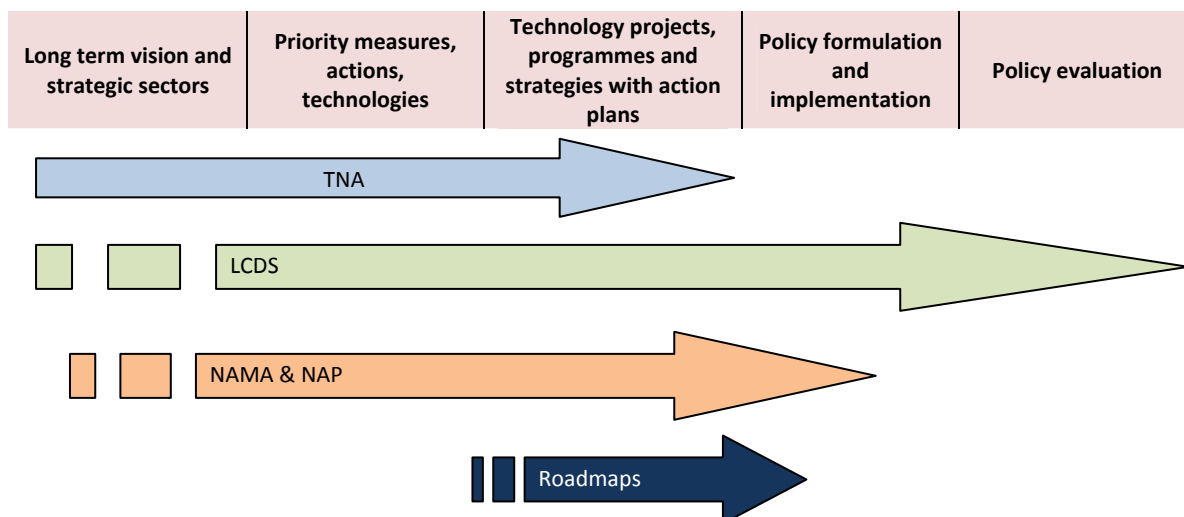 Long term vision and
strategic sectors
Priority measures,
actions,
technologies
Technology projects,
programmes and
strategies with action
plans
Policy formulation
and
implementation
Policy evaluation
TNA
LCDS
NAMA & NAP
Roadmaps